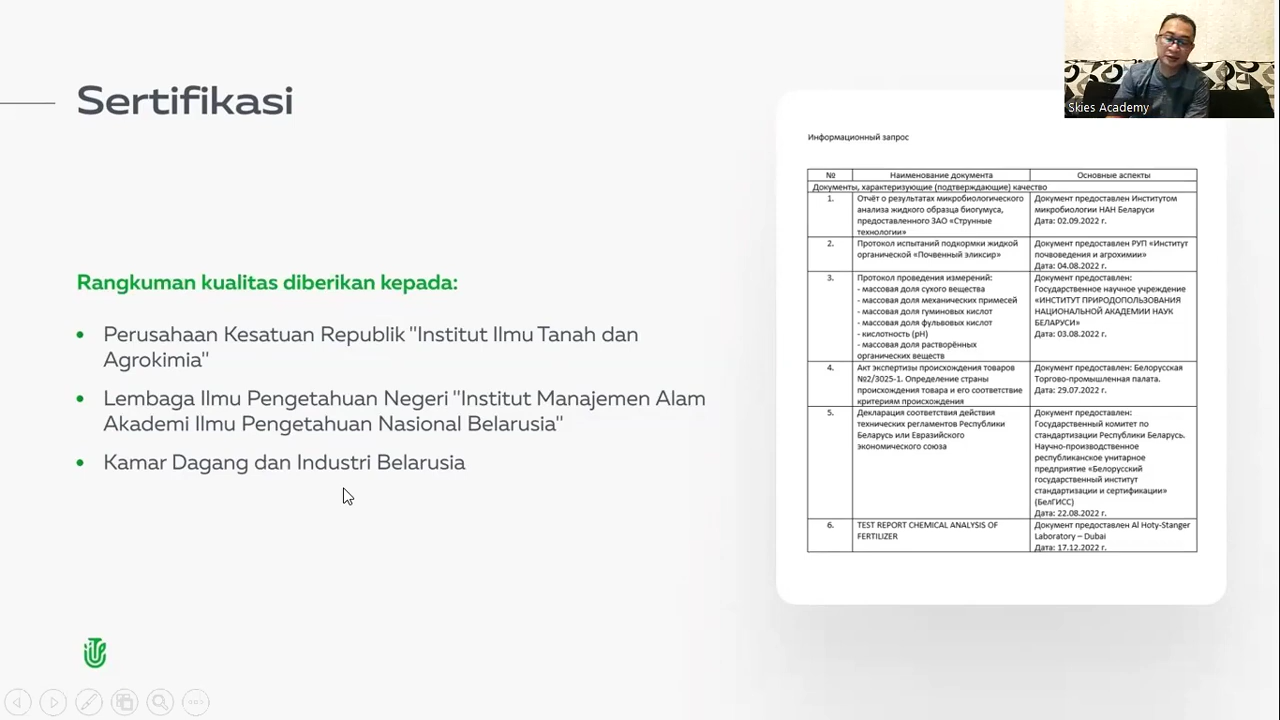 Sertifikasi
Rangkuman kualitas diberikan kepada:
Perusahaan Kesatuan Republik "Institut Ilmu Tanah dan
Agrokimia"
Lembaga Ilmu Pengetahuan Negeri "Institut Manajemen Alam
Akademi Ilmu Pengetahuan Nasional Belarusia"
Kamar Dagang dan Industri Belarusia
Skies Academy
Информационный запрос
№ Наименование документа Основные аспекты
Документы, характеризующие (подтверждающие) качество
1. Отчёт о результатах микробиологического Документ предоставлен Институтом
анализа жидкого образца биогумуса, микробиологии НАН Беларуси
предоставленного ЗАО «Струнные Дата: 02.09.2022 г.
технологии»
2. Протокол испытаний подкормки жидкой Документ предоставлен РУП «Институт
органической «Почвенный эликсир» почвоведения и агрохимии»
Дата: 04.08.2022 г.
3. Протокол проведения измерений: Документ предоставлен:
- массовая доля сухого вещества Государственное научное учреждение
- массовая доля механических примесей «ИНСТИТУТ ПРИРОДОПОЛЬЗОВАНИЯ
- массовая доля гуминовых кислот НАЦИОНАЛЬНОЙ АКАДЕМИИ НАУК
- массовая доля фульвовых кислот БЕЛАРУСИ»
- кислотность (pH) Дата: 03.08.2022 г.
- массовая доля растворённых
органических веществ
4. Акт экспертизы происхождения товаров Документ предоставлен: Белорусская
№2/3025-1. Определение страны Торгово-промышленная палата.
происхождения товара и его соответствие Дата: 29.07.2022 г.
критериям происхождения
5. Декларация соответствия действия Документ предоставлен:
технических регламентов Республики Государственный комитет по
Беларусь или Евразийского стандартизации Республики Беларусь.
экономического союза Научно-производственное
республиканское унитарное
предприятие «Белорусский
государственный институт
стандартизации и сертификации»
(БелГИСС)
Дата: 22.08.2022 г.
6. TEST REPORT CHEMICAL ANALYSIS OF Документ предоставлен Al Hoty-Stanger
FERTILIZER Laboratory – Dubai
Дата: 17.12.2022 г.